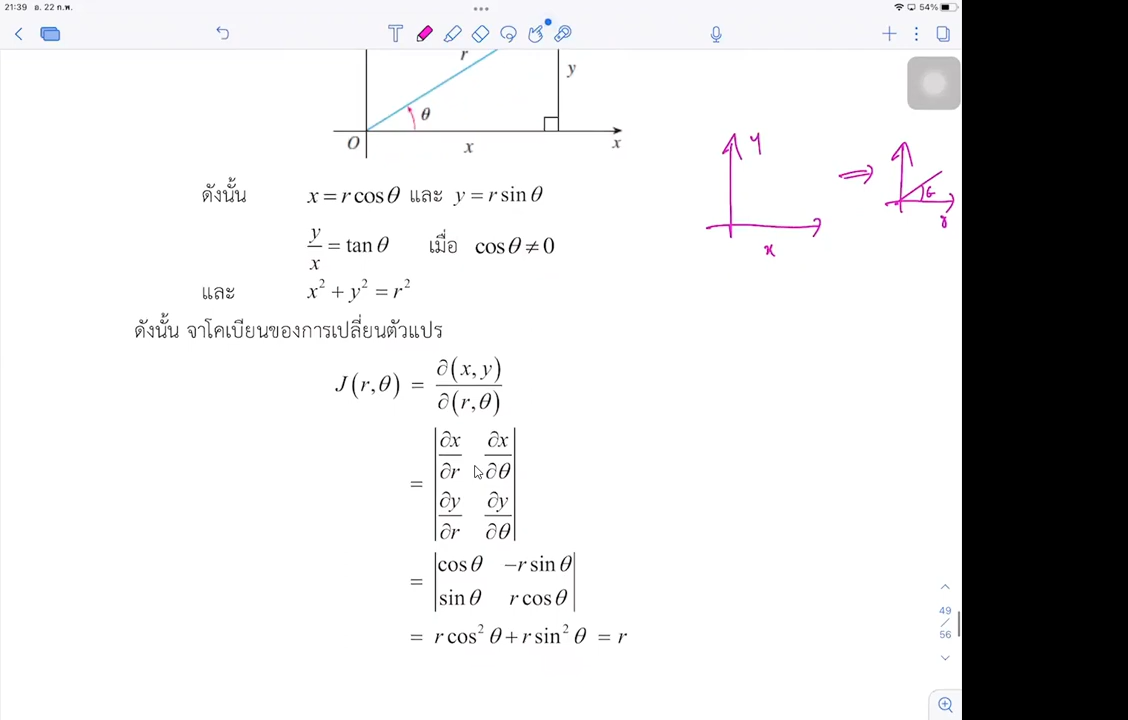 21:39 อ. 22 ก.พ.
54%
r
y
θ
O
x
x
y
x
θ
r
ดังนั้น x = r cos θ และ y = r sin θ
y/x = tan θ เมื่อ cos θ ≠ 0
และ x² + y² = r²
ดังนั้น จาโคเบียนของการเปลี่ยนตัวแปร
J(r,θ) = ∂(x,y)/∂(r,θ)
= |∂x/∂r ∂x/∂θ|
|∂y/∂r ∂y/∂θ|
= |cos θ −r sin θ|
|sin θ r cos θ|
= r cos² θ + r sin² θ = r
49
/
56